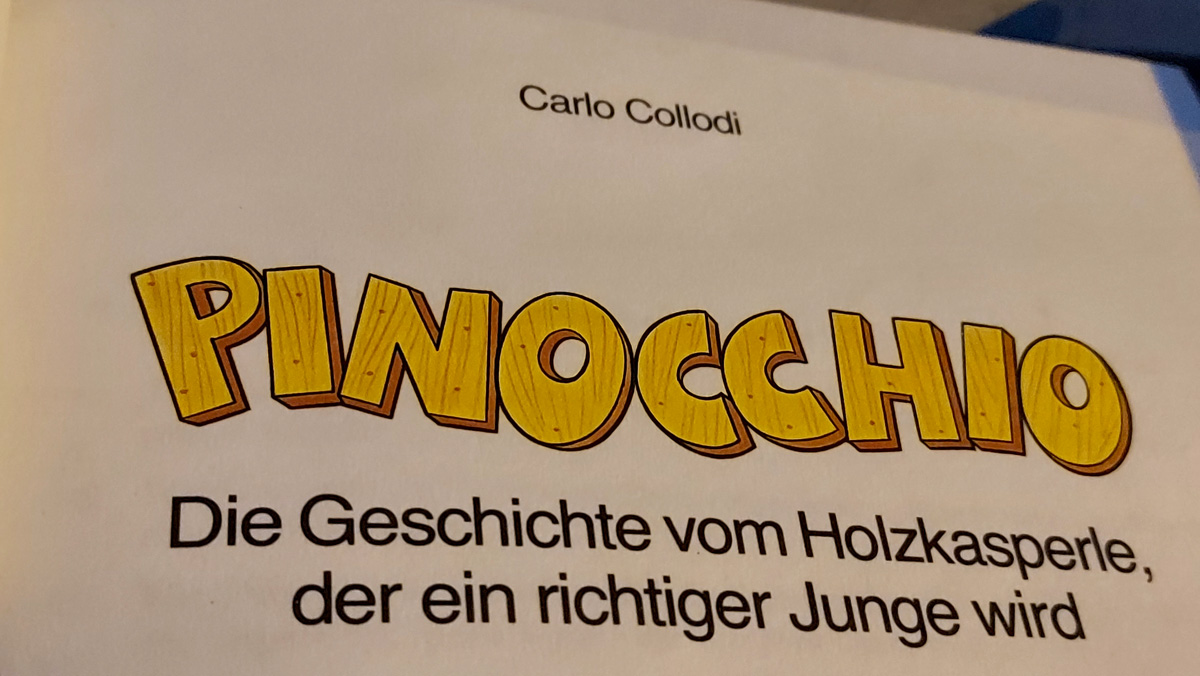 Carlo Collodi
PINOCCHIO
Die Geschichte vom Holzkasperle,
der ein richtiger Junge wird